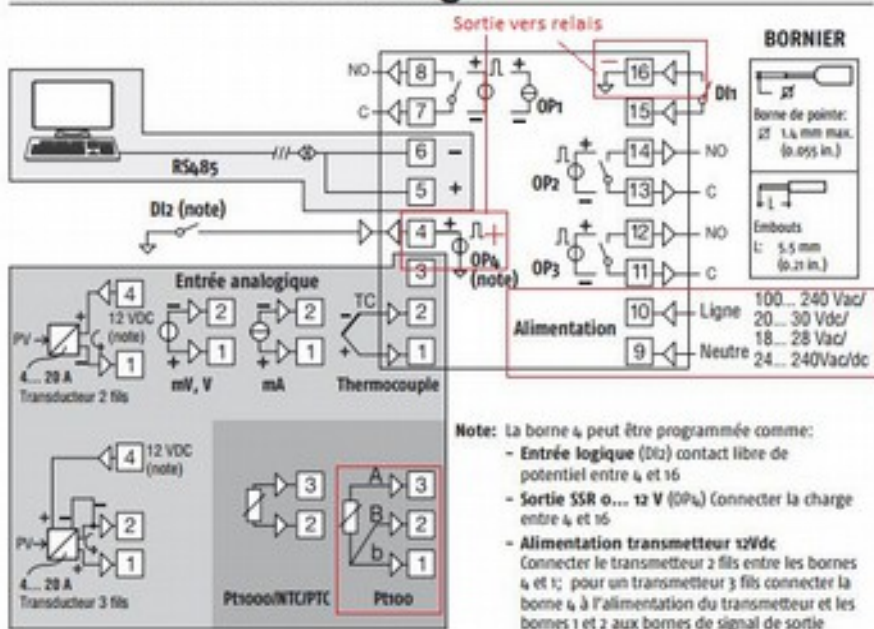 Sortie vers relais
BORNIER
NO
8
+
+
16
DI1
C
7
OP1
15
Borne de pointe:
Ø 1.4 mm max.
(0.055 in.)
6
-
14
NO
RS485
OP2
5
+
13
C
L
DI2 (note)
Embouts
L: 5.5 mm
(0.21 in.)
4
+
12
NO
OP4
(note)
OP3
3
11
C
Entrée analogique
4
12 VDC
(note)
PV
1
2
1
mV, V
2
1
mA
TC
2
1
Thermocouple
4... 20 A
Transducteur 2 fils
Alimentation
10
Ligne
9
Neutre
100... 240 Vac/
20... 30 Vdc/
18... 28 Vac/
24... 240Vac/dc
4
12 VDC
(note)
PV
2
1
4... 20 A
Transducteur 3 fils
3
2
Pt1000/NTC/PTC
A
3
B
2
b
1
Pt100
Note: La borne 4 peut être programmée comme:
- Entrée logique (DI2) contact libre de
potentiel entre 4 et 16
- Sortie SSR 0... 12 V (OP4) Connecter la charge
entre 4 et 16
- Alimentation transmetteur 12Vdc
Connecter le transmetteur 2 fils entre les bornes
4 et 1; pour un transmetteur 3 fils connecter la
borne 4 à l'alimentation du transmetteur et les
bornes 1 et 2 aux bornes de signal de sortie